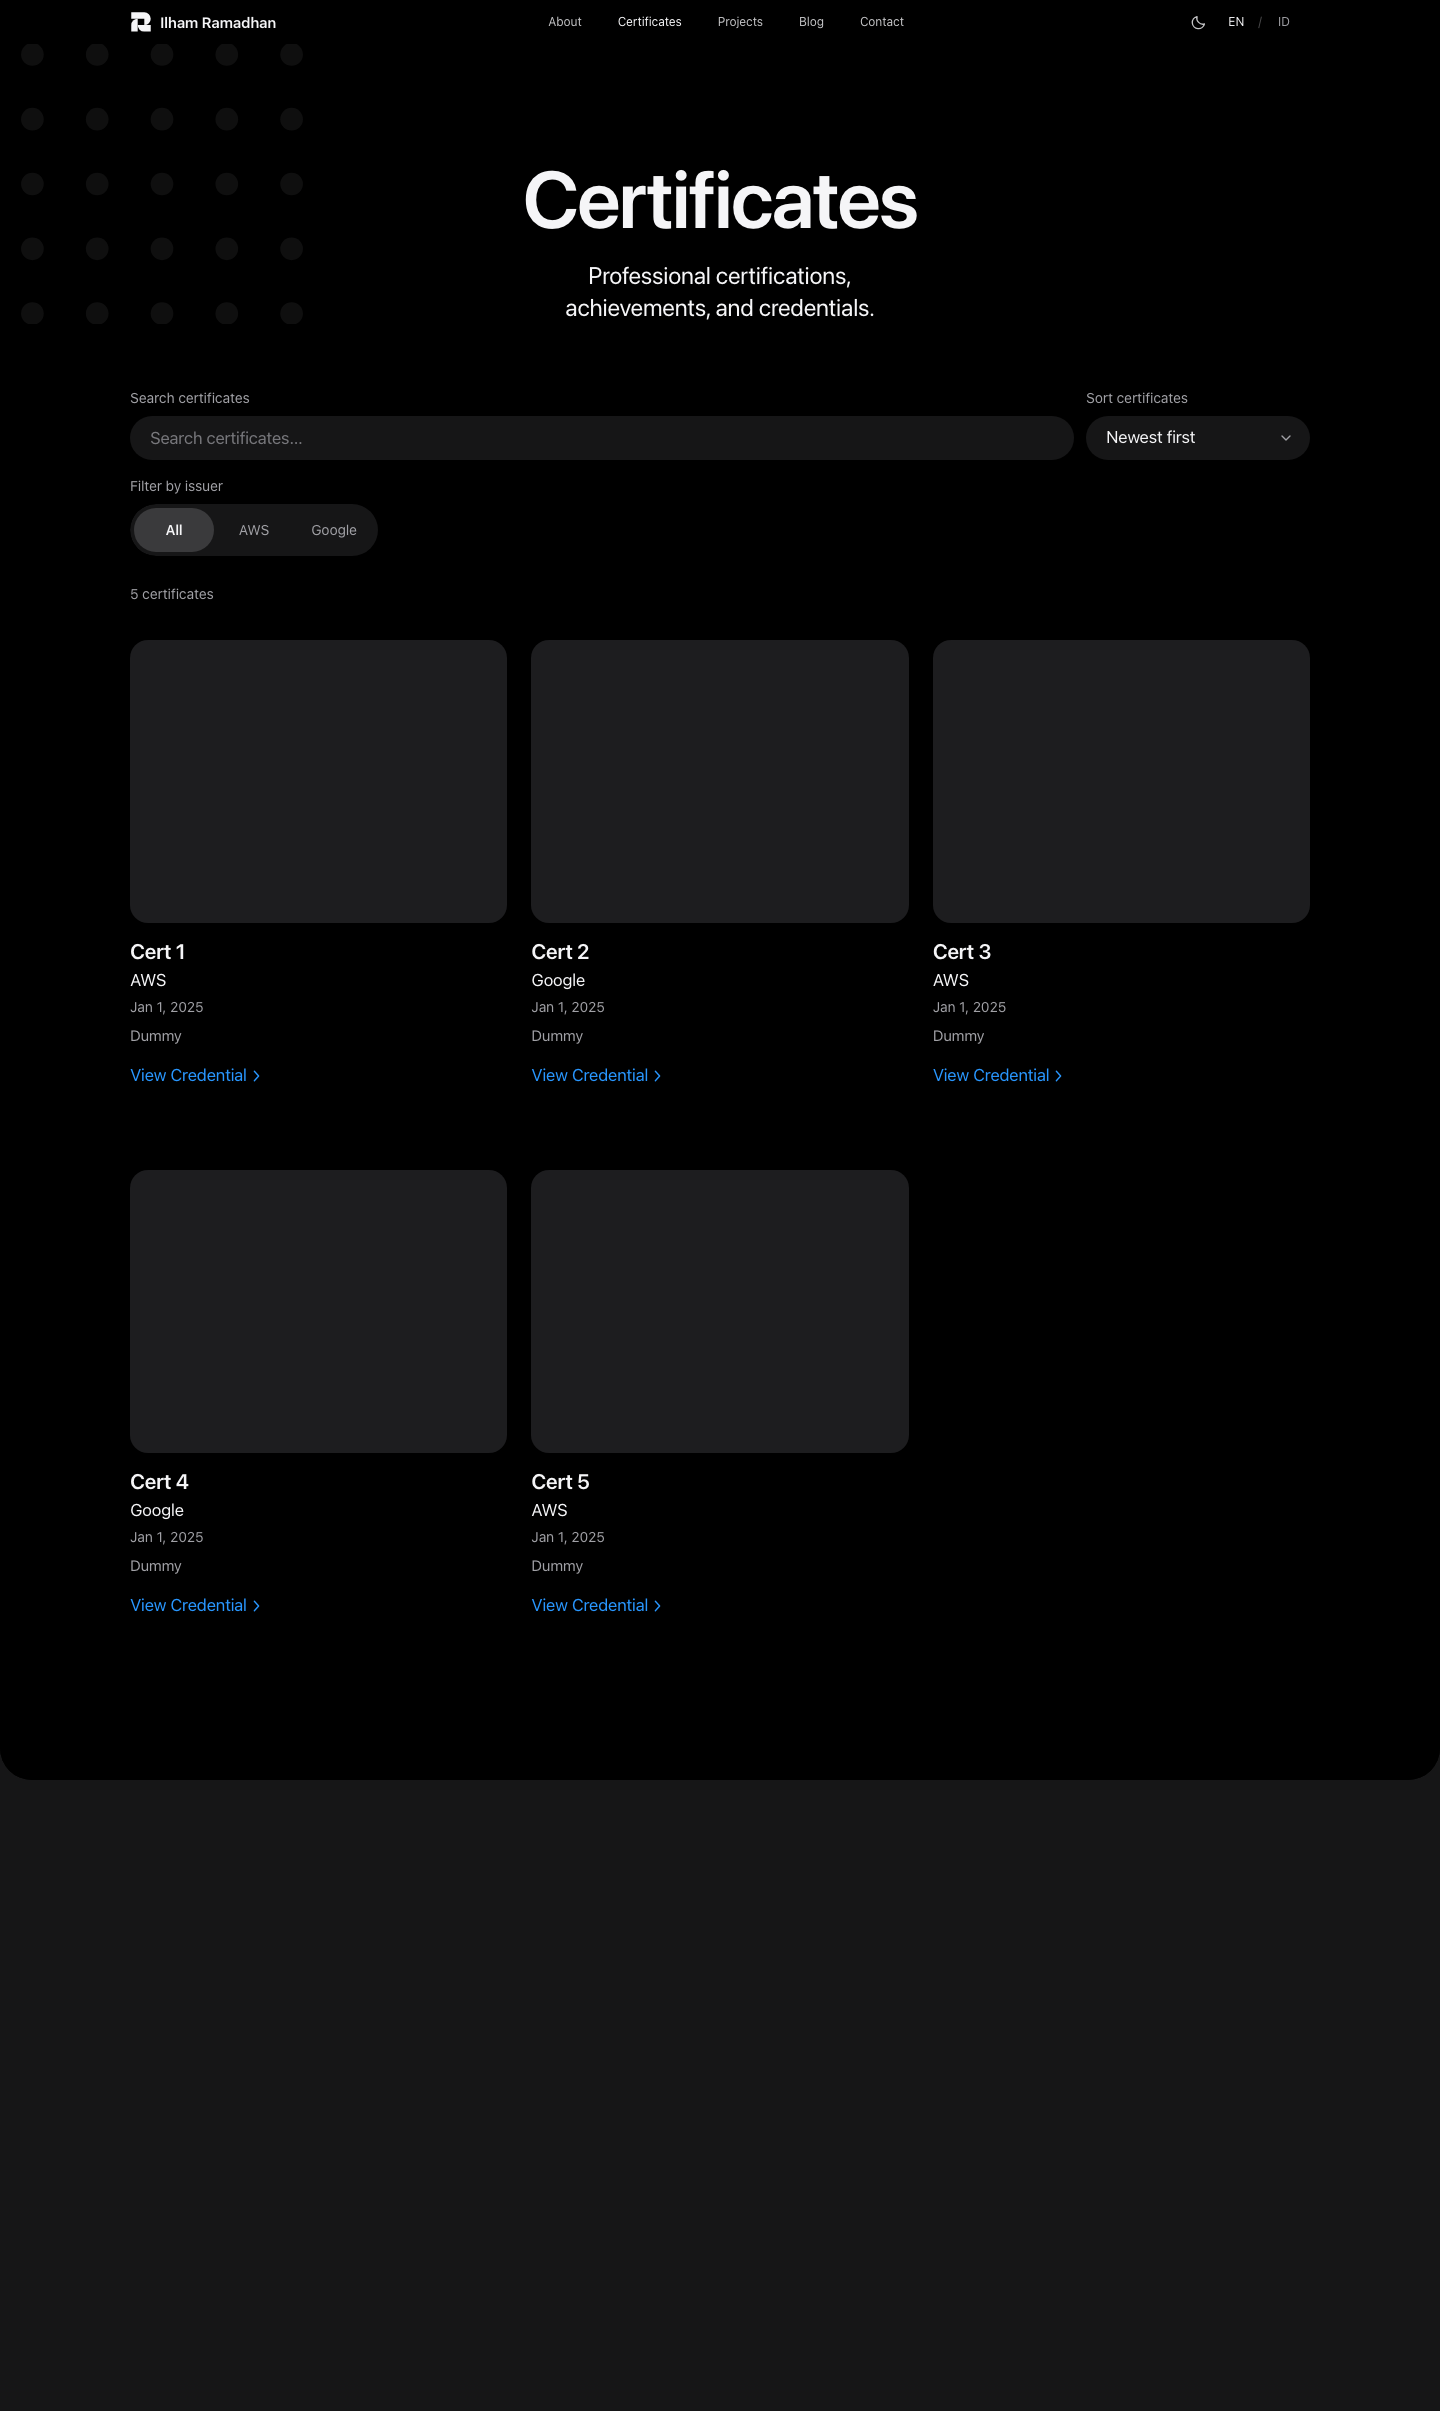 Ilham Ramadhan
About
Certificates
Projects
Blog
Contact
EN / ID
Certificates
Professional certifications,
achievements, and credentials.
Search certificates
Sort certificates
Search certificates...
Newest first
Filter by issuer
All
AWS
Google
5 certificates
Cert 1
AWS
Jan 1, 2025
Dummy
View Credential
Cert 2
Google
Jan 1, 2025
Dummy
View Credential
Cert 3
AWS
Jan 1, 2025
Dummy
View Credential
Cert 4
Google
Jan 1, 2025
Dummy
View Credential
Cert 5
AWS
Jan 1, 2025
Dummy
View Credential